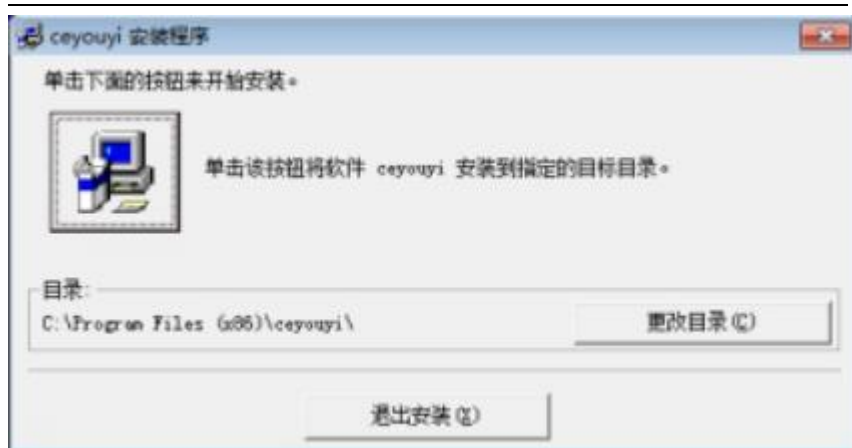 ceyouyi 安装程序
单击下面的按钮来开始安装。
单击该按钮将软件 ceyouyi 安装到指定的目标目录。
目录:
C:\Program Files (x86)\ceyouyi\
更改目录(C)
退出安装(X)